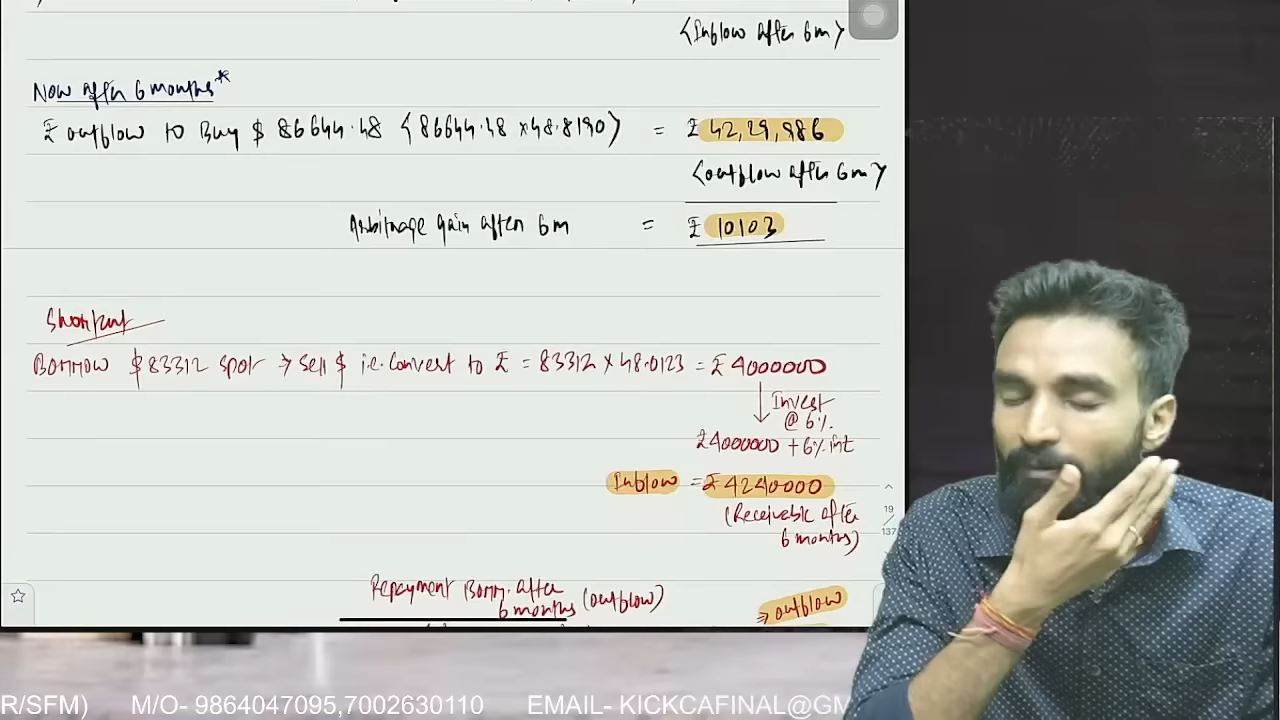 <Inflow after 6m>
Now after 6 months*
₹ outflow to Buy $ 86644.48 <86644.48 × 48.8190> = ₹ 42,29,886
<outflow after 6m>
Arbitrage gain after 6m = ₹ 10103
Shortcut
Borrow $83312 spot → sell $ i.e. convert to ₹ = 83312 × 48.0123 = ₹4000000
Invest
@ 6%
₹4000000 + 6% int
Inflow = ₹4240000
(Receivable after
6 months)
19
137
Repayment Borr. after
6 months (outflow)
⇒ outflow
R/SFM) M/O- 9864047095,7002630110 EMAIL- KICKCAFINAL@GM